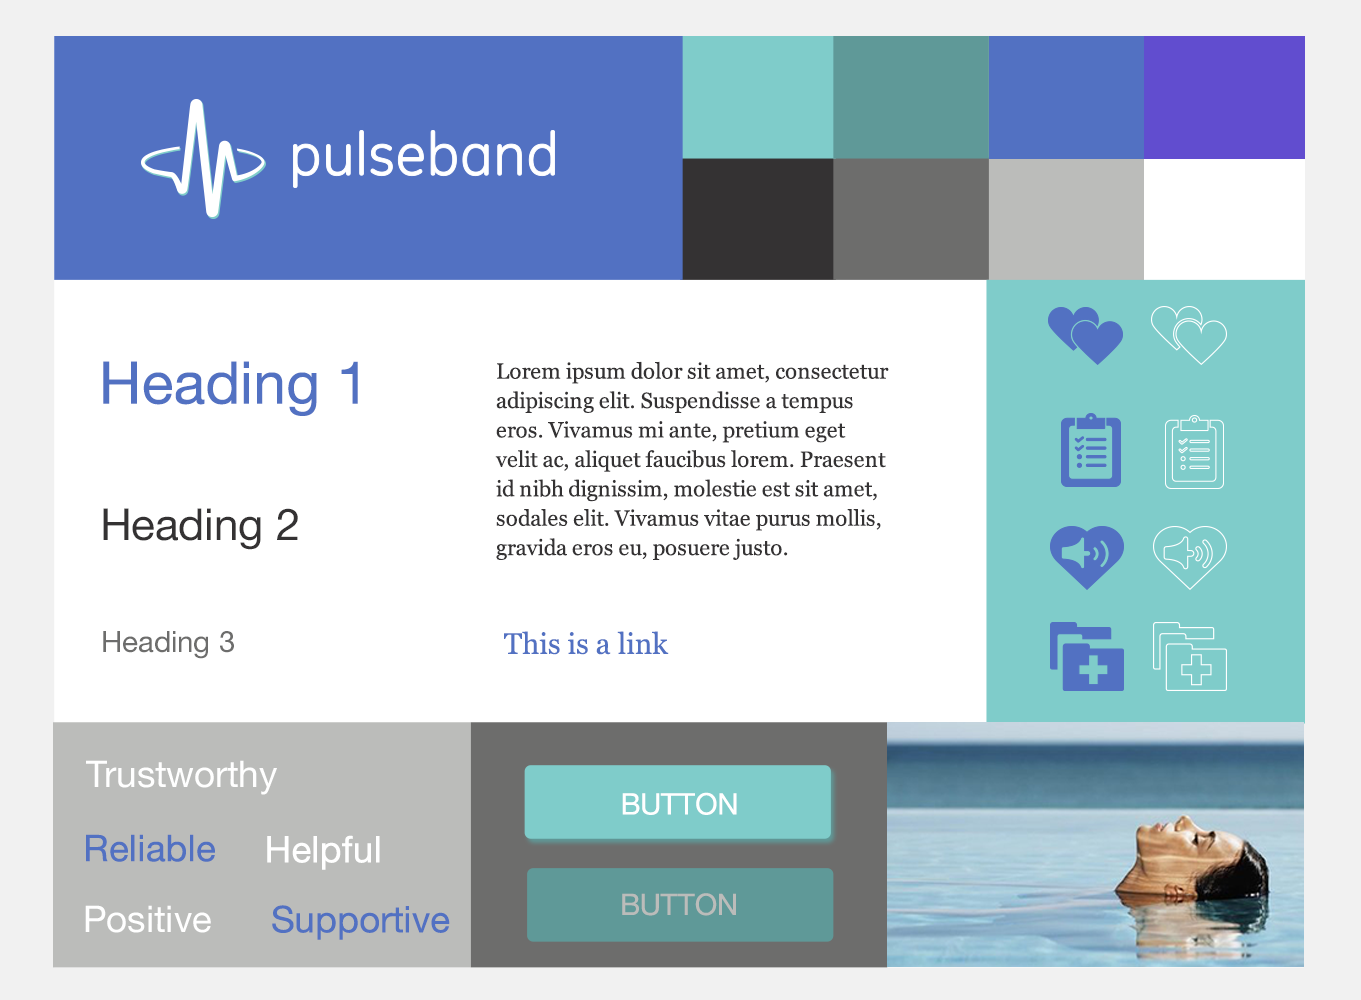 pulseband
Heading 1
Heading 2
Heading 3
Lorem ipsum dolor sit amet, consectetur
adipiscing elit. Suspendisse a tempus
eros. Vivamus mi ante, pretium eget
velit ac, aliquet faucibus lorem. Praesent
id nibh dignissim, molestie est sit amet,
sodales elit. Vivamus vitae purus mollis,
gravida eros eu, posuere justo.
This is a link
Trustworthy
Reliable Helpful
Positive Supportive
BUTTON
BUTTON